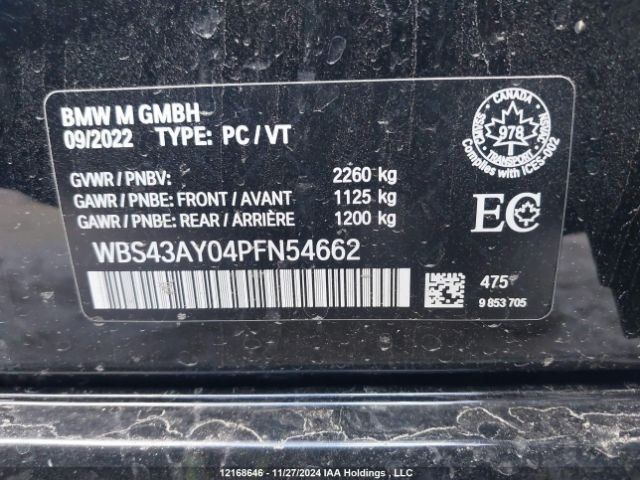 BMW M GMBH
09/2022 TYPE: PC / VT
GVWR / PNBV: 2260 kg
GAWR / PNBE: FRONT / AVANT 1125 kg
GAWR / PNBE: REAR / ARRIÈRE 1200 kg
WBS43AY04PFN54662
CANADA
978
TRANSPORT
Complies with ICES-002
EC
475
9 853 705
12168646 - 11/27/2024 IAA Holdings , LLC